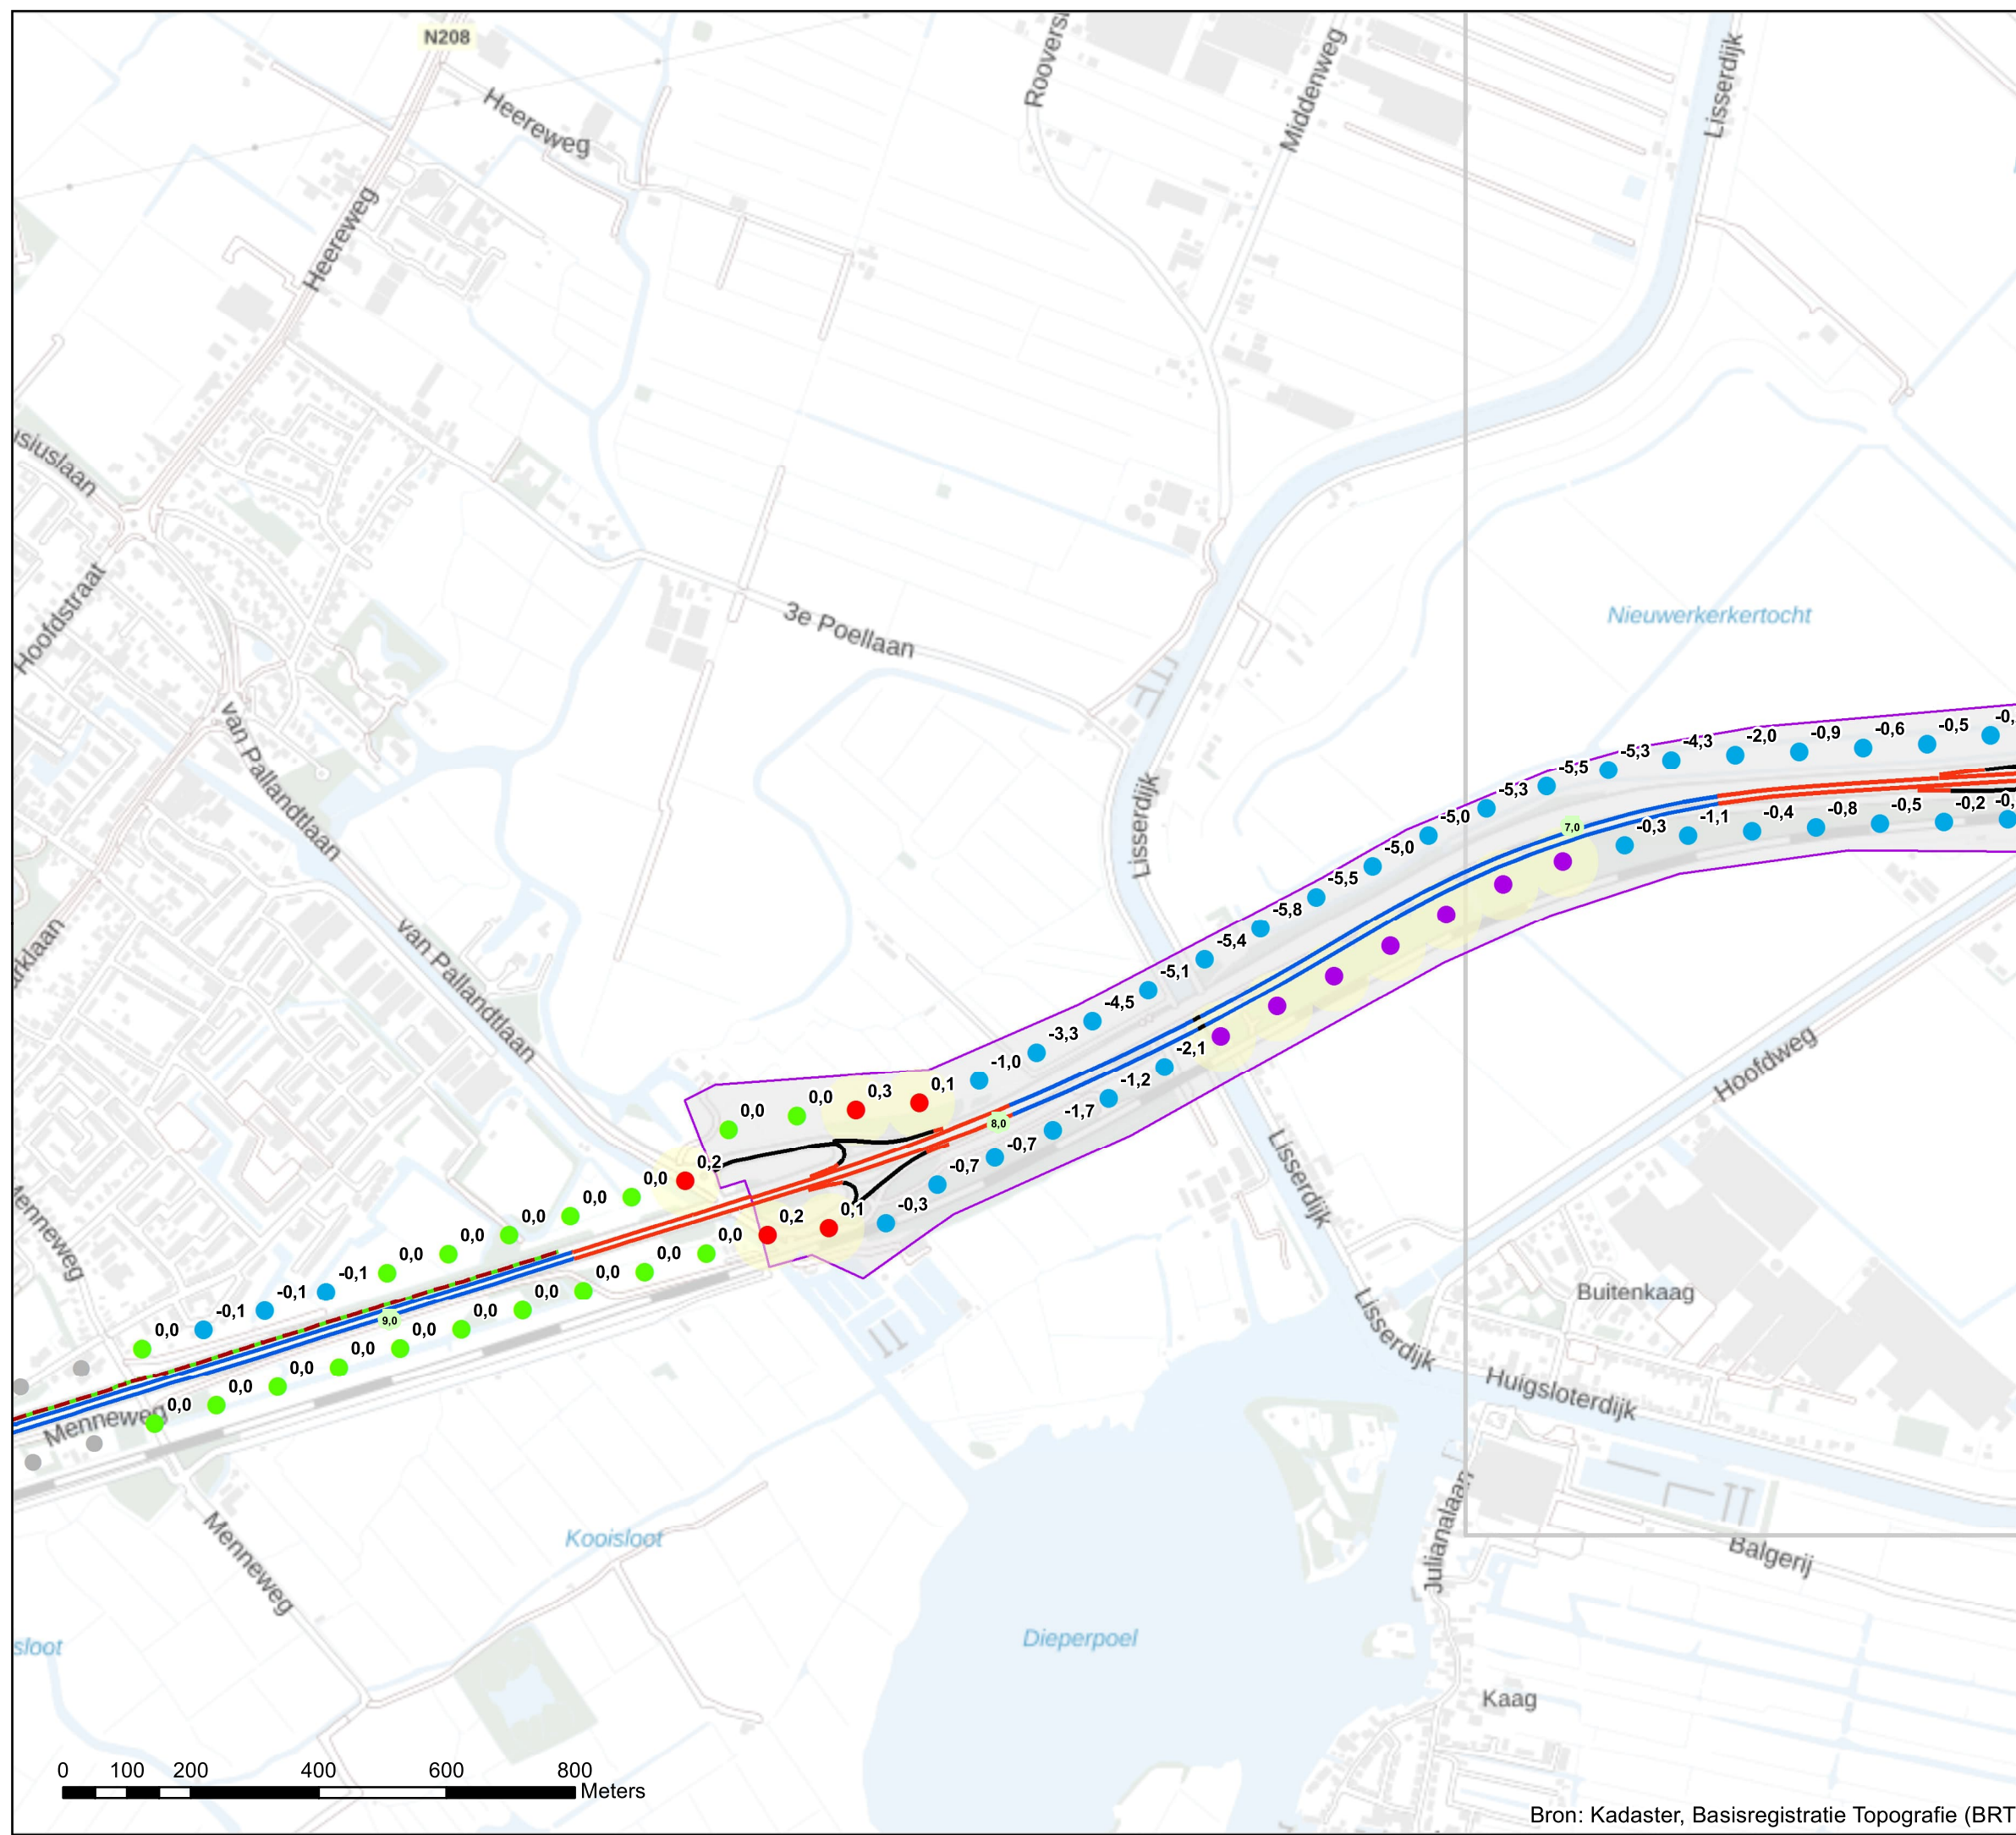 N208
Heereweg
Heereweg
Middenweg
Lisserdijk
Hoofdstraat
3e Poellaan
Nieuwerkerkertocht
van Pallandtlaan
van Pallandtlaan
Lisserdijk
-0,5
-0,6
-0,9
-2,0
-4,3
-5,3
-5,5
-5,3
-5,0
-5,0
-5,5
-5,8
-5,4
-5,1
-4,5
-3,3
-1,0
0,1
0,3
0,0
0,0
7,0
-0,3
-1,1
-0,4
-0,8
-0,5
-0,2
-2,1
-1,2
-1,7
-0,7
-0,7
-0,3
8,0
0,2
0,0
0,0
0,0
0,0
0,0
-0,1
-0,1
-0,1
0,0
0,1
0,2
0,0
0,0
0,0
0,0
0,0
0,0
0,0
0,0
0,0
0,0
9,0
Hoofdweg
Lisserdijk
Lisserdijk
Buitenkaag
Huigsloterdijk
Menneweg
Menneweg
Menneweg
Julianalaan
Balgerij
Kooisloot
sloot
Dieperpoel
Kaag
0 100 200 400 600 800
Meters
Bron: Kadaster, Basisregistratie Topografie (BRT